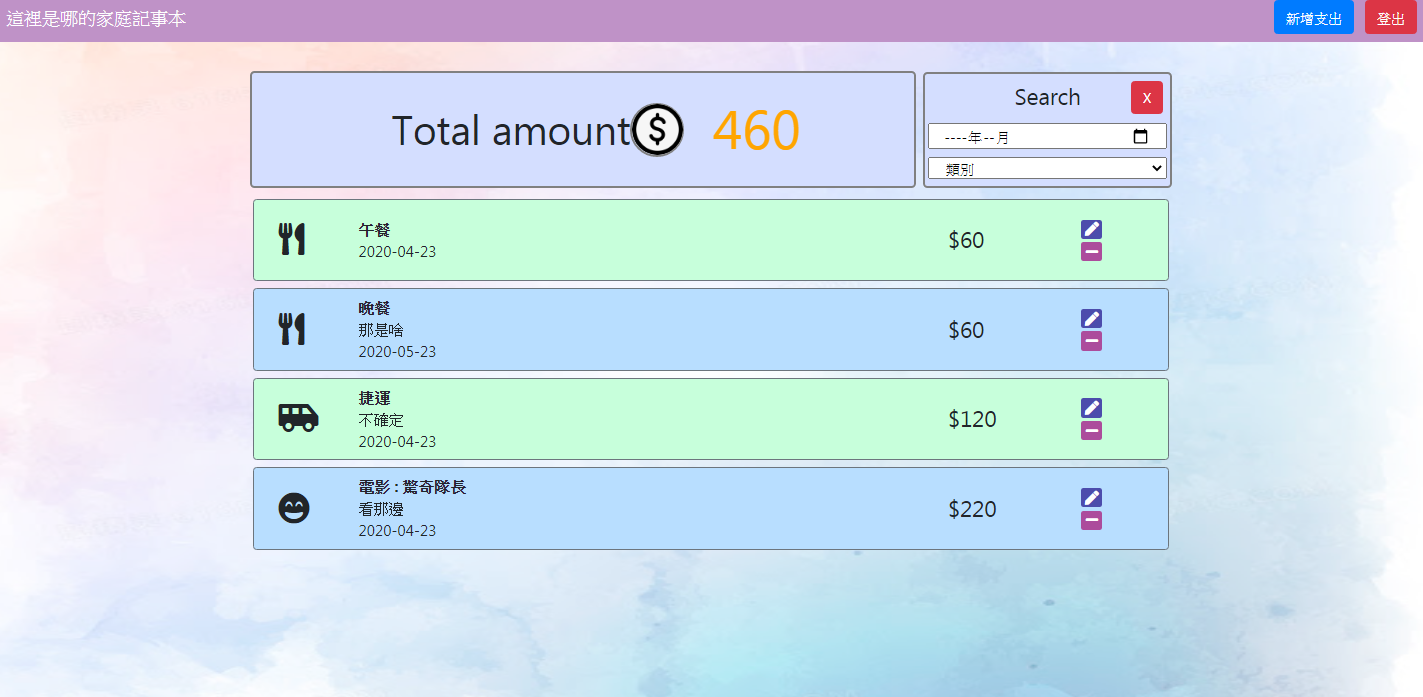 這裡是哪的家庭記事本
新增支出
登出
Total amount
$
460
Search
X
----年--月
類別
午餐
2020-04-23
$60
晚餐
那是啥
2020-05-23
$60
捷運
不確定
2020-04-23
$120
電影 : 驚奇隊長
看那邊
2020-04-23
$220